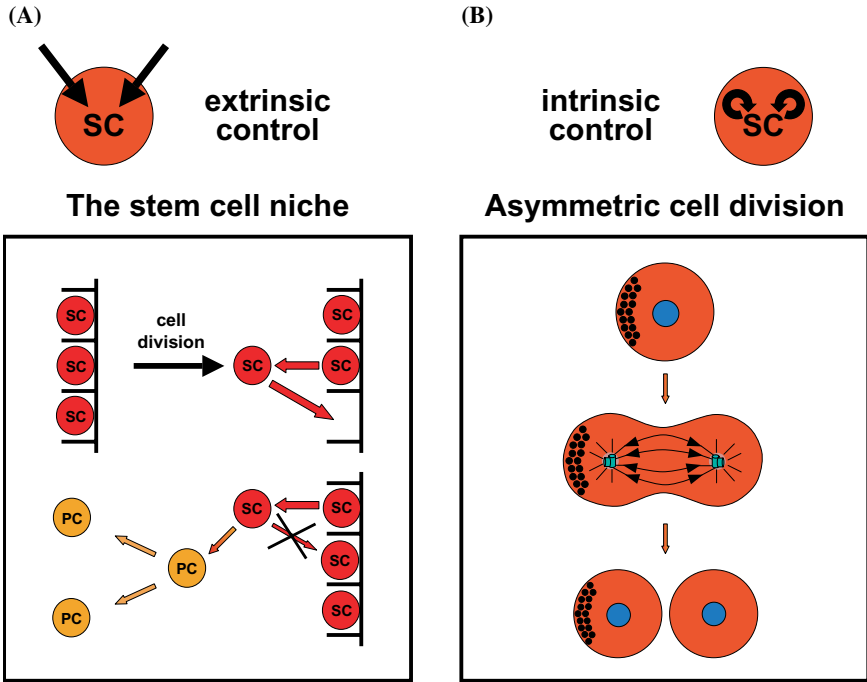 (A)
SC
extrinsic
control
The stem cell niche
SC
SC
SC
cell
division
SC
SC
SC
SC
SC
SC
SC
PC
PC
PC
(B)
intrinsic
control
SC
Asymmetric cell division